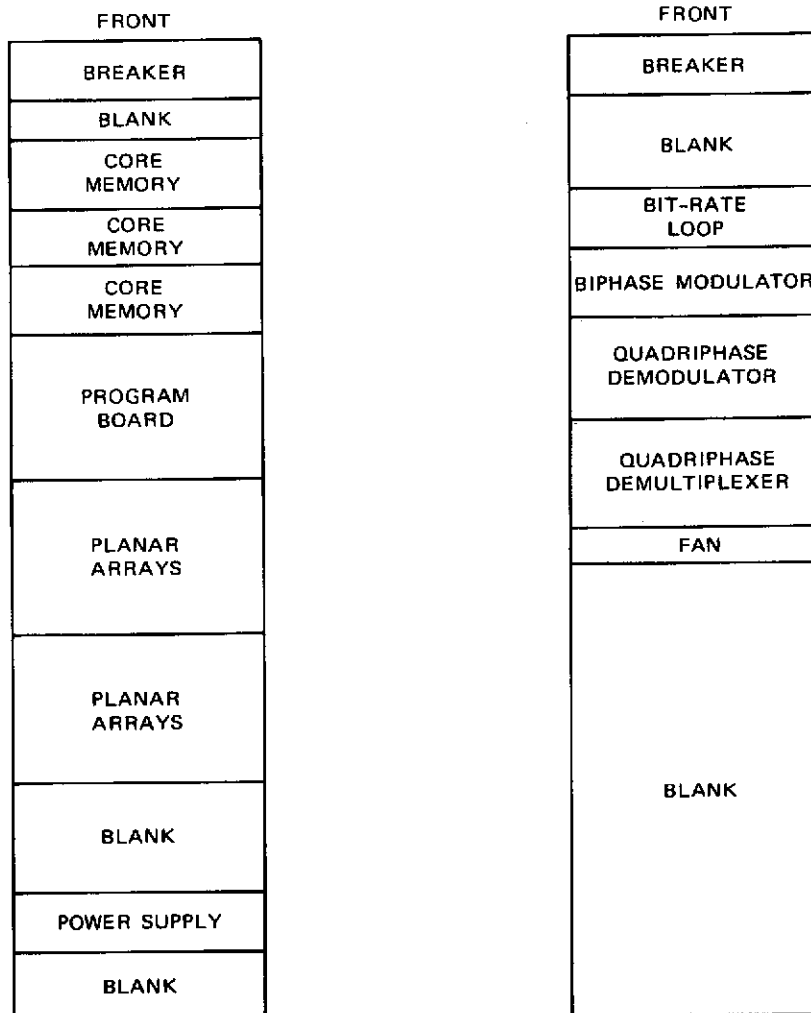 FRONT
BREAKER
BLANK
CORE
MEMORY
CORE
MEMORY
CORE
MEMORY
PROGRAM
BOARD
PLANAR
ARRAYS
PLANAR
ARRAYS
BLANK
POWER SUPPLY
BLANK
FRONT
BREAKER
BLANK
BIT-RATE
LOOP
BIPHASE MODULATOR
QUADRIPHASE
DEMODULATOR
QUADRIPHASE
DEMULTIPLEXER
FAN
BLANK